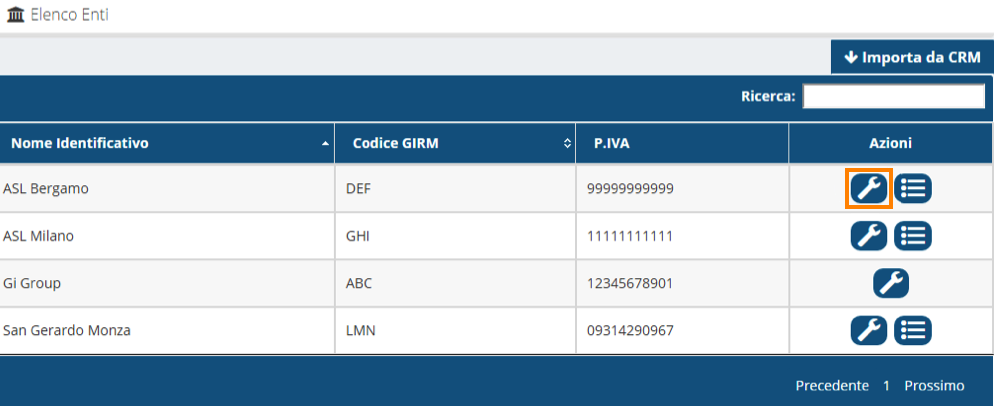 Elenco Enti
Importa da CRM
Ricerca:
Nome Identificativo Codice GIRM P.IVA Azioni
ASL Bergamo DEF 99999999999
ASL Milano GHI 11111111111
Gi Group ABC 12345678901
San Gerardo Monza LMN 09314290967
Precedente 1 Prossimo